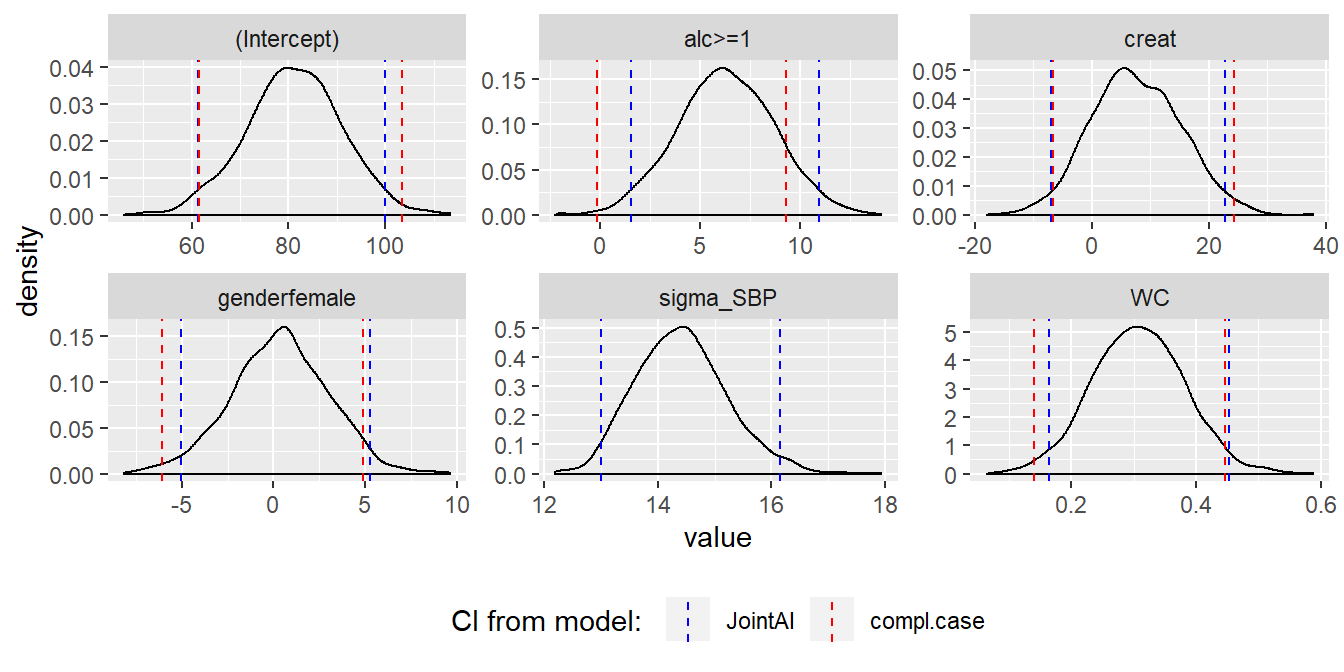 (Intercept) alc>=1 creat
0.04
0.03
0.02
0.01
0.00
60 80 100
0.15
0.10
0.05
0.00
0 5 10
0.05
0.04
0.03
0.02
0.01
0.00
-20 0 20 40
density
genderfemale sigma_SBP WC
0.15
0.10
0.05
0.00
-5 0 5 10
0.5
0.4
0.3
0.2
0.1
0.0
12 14 16 18
5
4
3
2
1
0
0.2 0.4 0.6
value
CI from model: JointAI compl.case